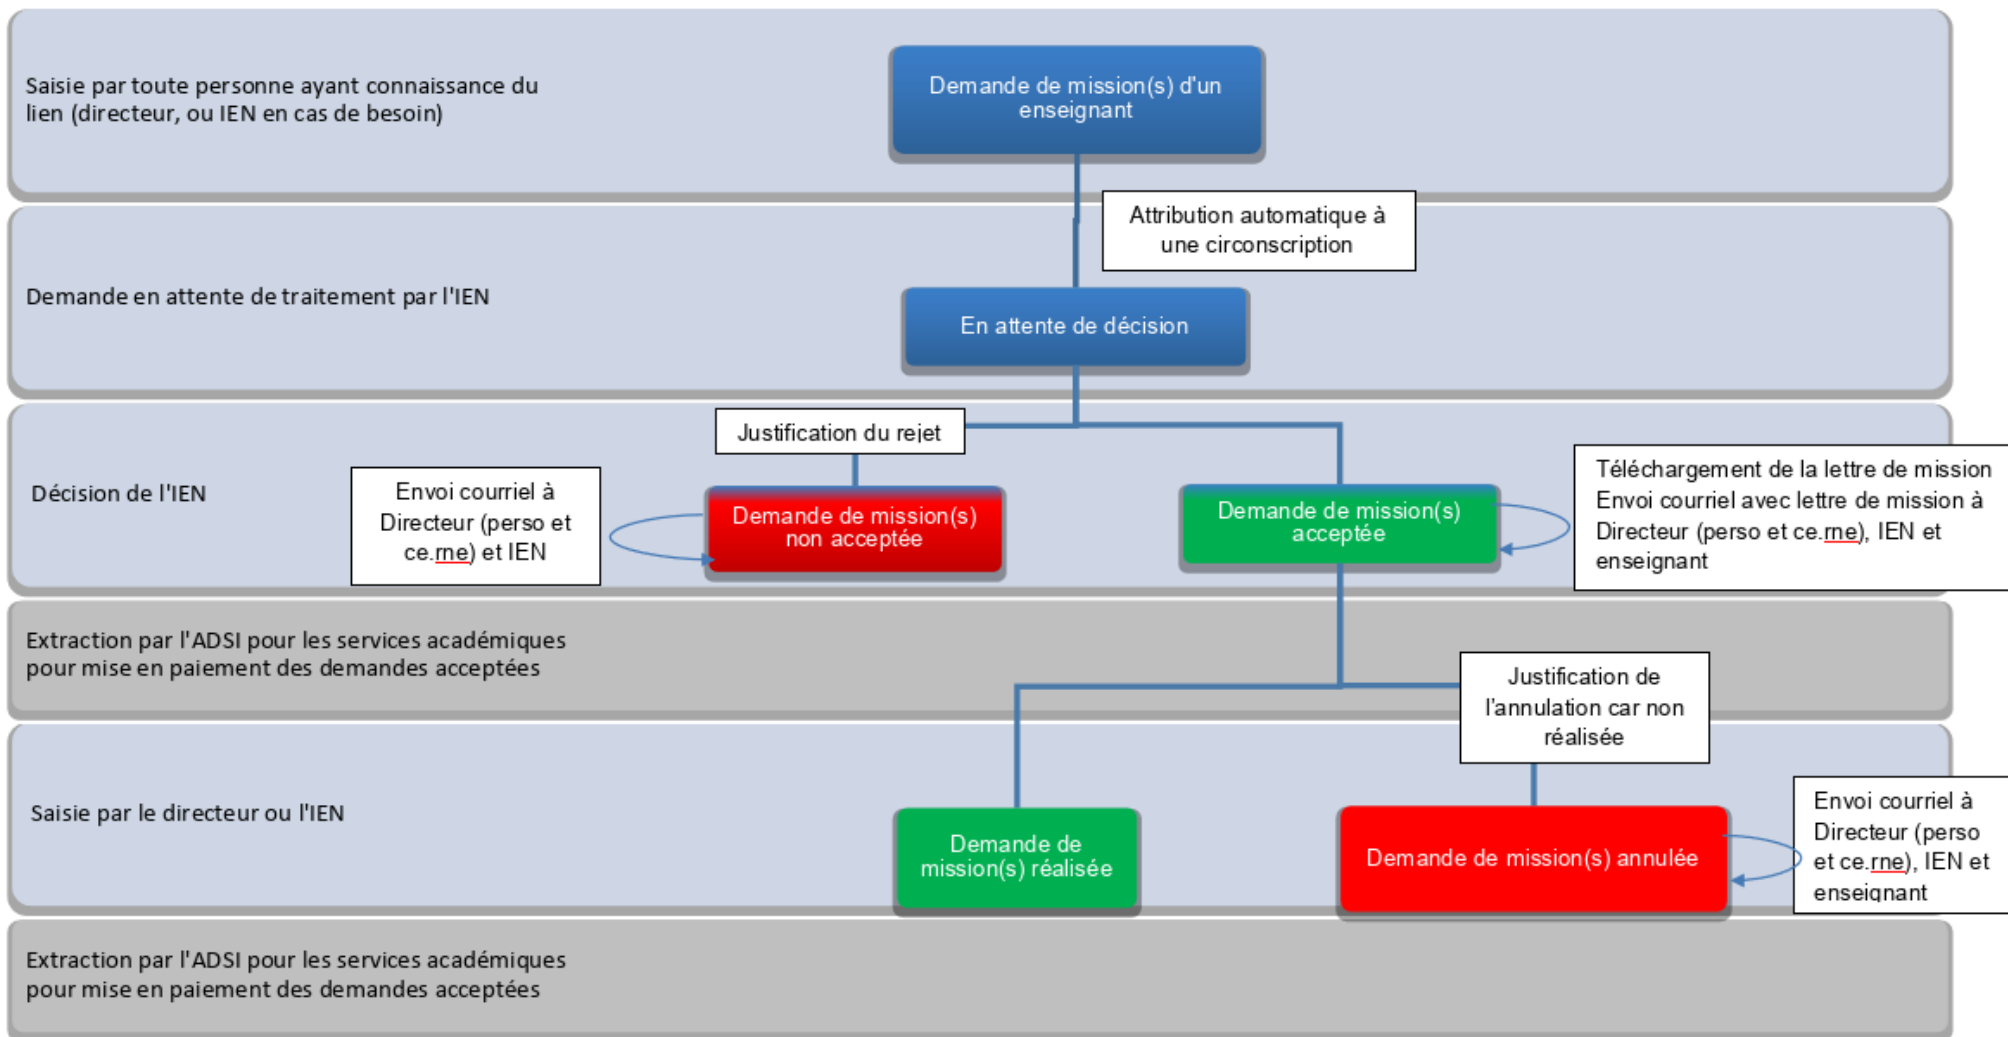 Saisie par toute personne ayant connaissance du
lien (directeur, ou IEN en cas de besoin)
Demande de mission(s) d'un
enseignant
Attribution automatique à
une circonscription
Demande en attente de traitement par l'IEN
En attente de décision
Justification du rejet
Décision de l'IEN
Envoi courriel à
Directeur (perso et
ce.rne) et IEN
Demande de mission(s)
non acceptée
Demande de mission(s)
acceptée
Téléchargement de la lettre de mission
Envoi courriel avec lettre de mission à
Directeur (perso et ce.rne), IEN et
enseignant
Extraction par l'ADSI pour les services académiques
pour mise en paiement des demandes acceptées
Justification de
l'annulation car non
réalisée
Saisie par le directeur ou l'IEN
Demande de
mission(s) réalisée
Demande de mission(s) annulée
Envoi courriel à
Directeur (perso
et ce.rne), IEN et
enseignant
Extraction par l'ADSI pour les services académiques
pour mise en paiement des demandes acceptées